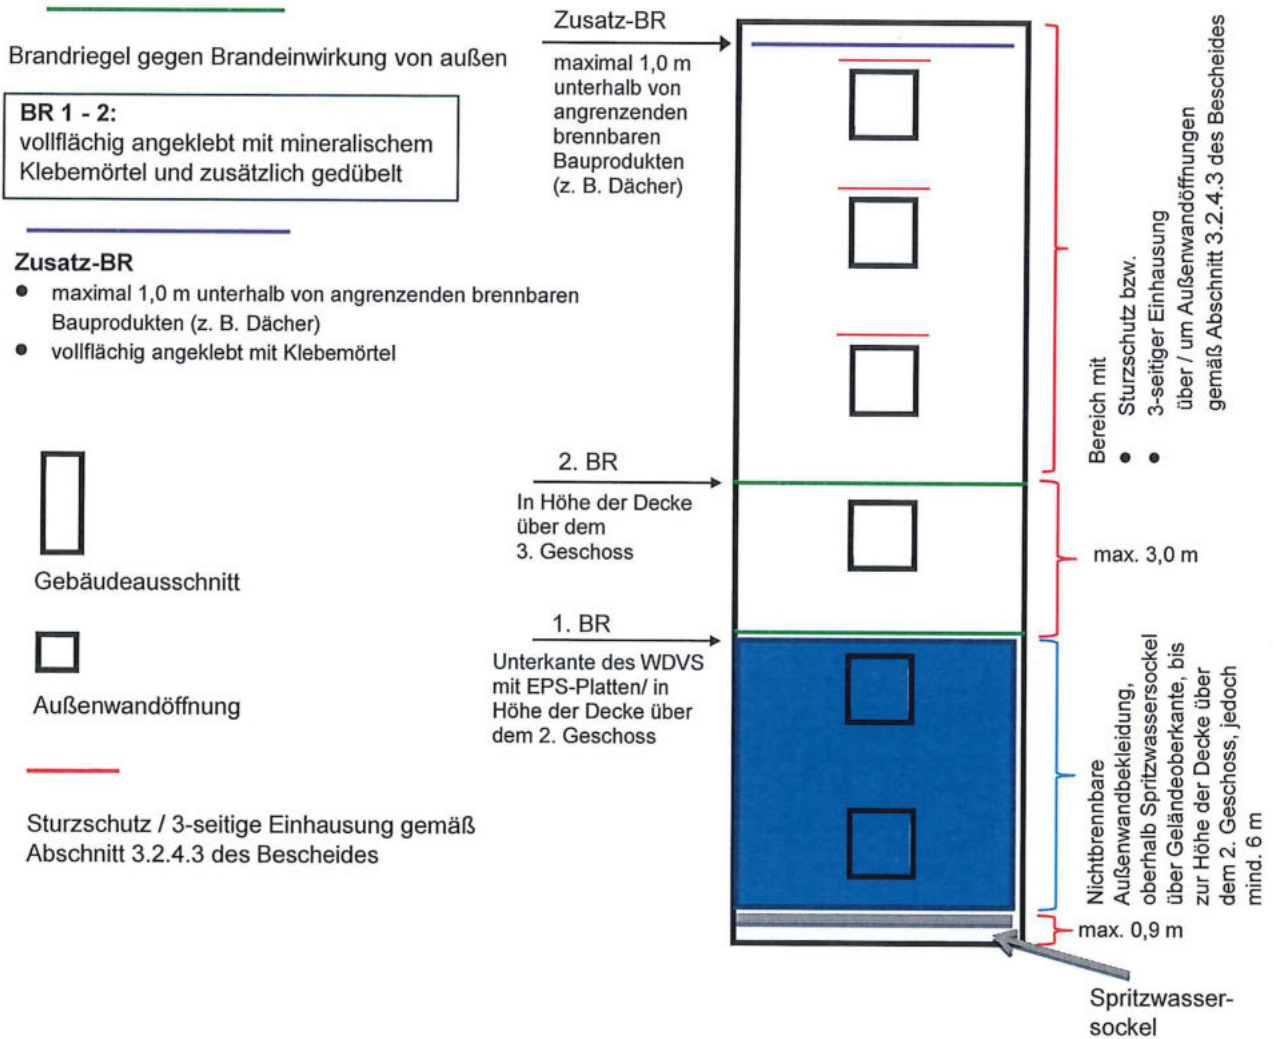 Brandriegel gegen Brandeinwirkung von außen
BR 1 - 2:
vollflächig angeklebt mit mineralischem
Klebemörtel und zusätzlich gedübelt
Zusatz-BR
● maximal 1,0 m unterhalb von angrenzenden brennbaren
Bauprodukten (z. B. Dächer)
● vollflächig angeklebt mit Klebemörtel
Gebäudeausschnitt
Außenwandöffnung
Sturzschutz / 3-seitige Einhausung gemäß
Abschnitt 3.2.4.3 des Bescheides
Zusatz-BR
maximal 1,0 m
unterhalb von
angrenzenden
brennbaren
Bauprodukten
(z. B. Dächer)
2. BR
In Höhe der Decke
über dem
3. Geschoss
1. BR
Unterkante des WDVS
mit EPS-Platten/ in
Höhe der Decke über
dem 2. Geschoss
Bereich mit
● Sturzschutz bzw.
● 3-seitiger Einhausung
über / um Außenwandöffnungen
gemäß Abschnitt 3.2.4.3 des Bescheides
max. 3,0 m
Nichtbrennbare
Außenwandbekleidung,
oberhalb Spritzwassersockel
über Geländeoberkante, bis
zur Höhe der Decke über
dem 2. Geschoss, jedoch
mind. 6 m
max. 0,9 m
Spritzwasser-
sockel